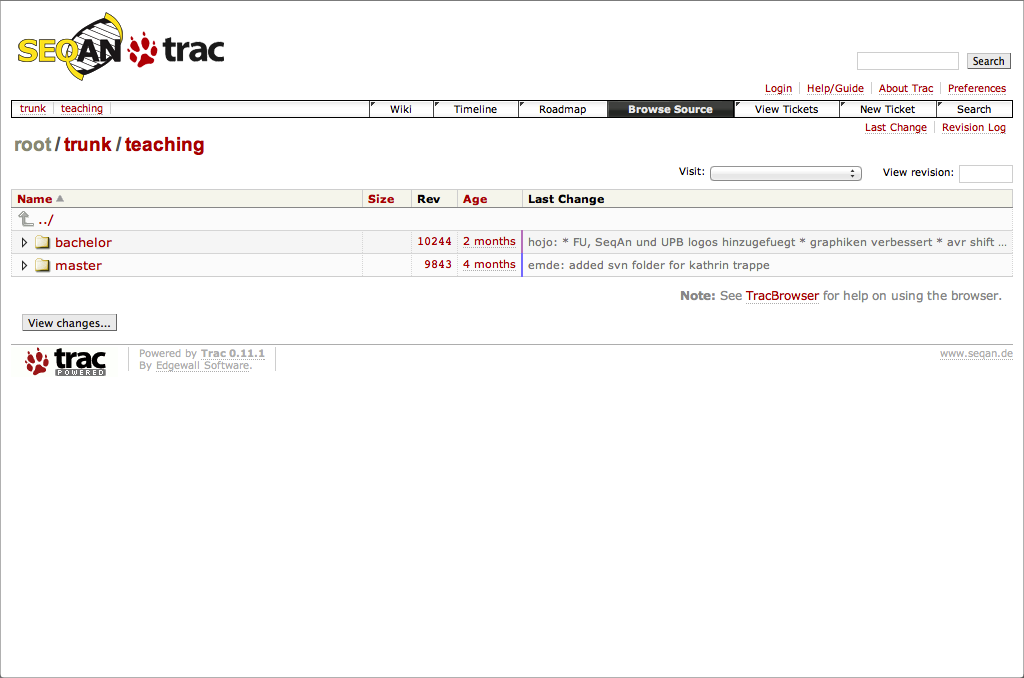 SEQAN trac
Search
Login Help/Guide About Trac Preferences
trunk teaching Wiki Timeline Roadmap Browse Source View Tickets New Ticket Search
Last Change Revision Log
root/trunk/teaching
Visit: View revision:
Name Size Rev Age Last Change
../
bachelor 10244 2 months hojo: * FU, SeqAn und UPB logos hinzugefuegt * graphiken verbessert * avr shift ...
master 9843 4 months emde: added svn folder for kathrin trappe
Note: See TracBrowser for help on using the browser.
View changes...
trac POWERED
Powered by Trac 0.11.1
By Edgewall Software.
www.seqan.de